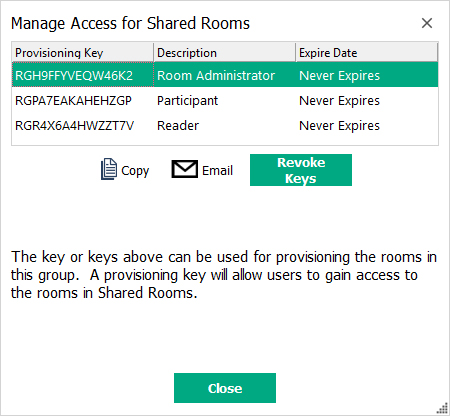 Manage Access for Shared Rooms
Provisioning Key Description Expire Date
RGH9FFYVEQW46K2 Room Administrator Never Expires
RGPA7EAKAHEHZGP Participant Never Expires
RGR4X6A4HWZZT7V Reader Never Expires
Copy Email Revoke
Keys
The key or keys above can be used for provisioning the rooms in
this group. A provisioning key will allow users to gain access to
the rooms in Shared Rooms.
Close